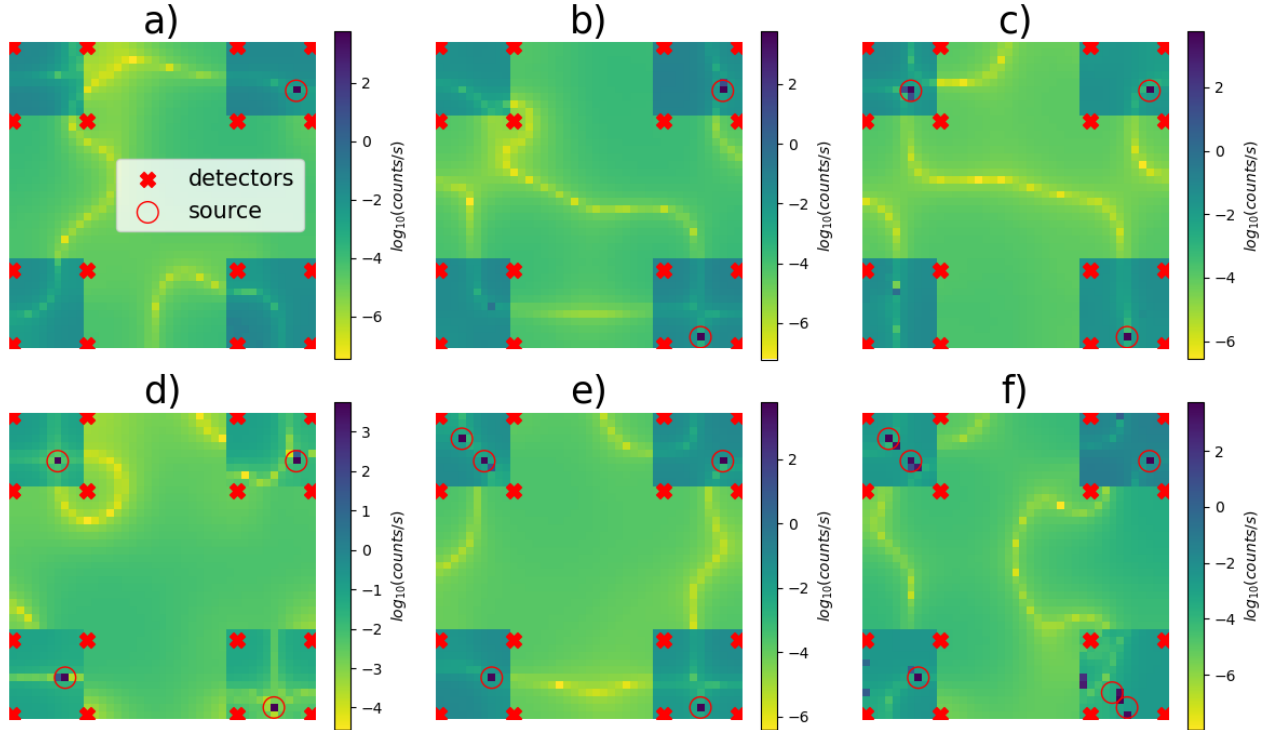 a)
b)
c)
2
0
−2
−4
−6
log₁₀(counts/s)
2
0
−2
−4
−6
log₁₀(counts/s)
2
0
−2
−4
−6
log₁₀(counts/s)
detectors
source
d)
e)
f)
3
2
1
0
−1
−2
−3
−4
log₁₀(counts/s)
2
0
−2
−4
−6
log₁₀(counts/s)
2
0
−2
−4
−6
log₁₀(counts/s)